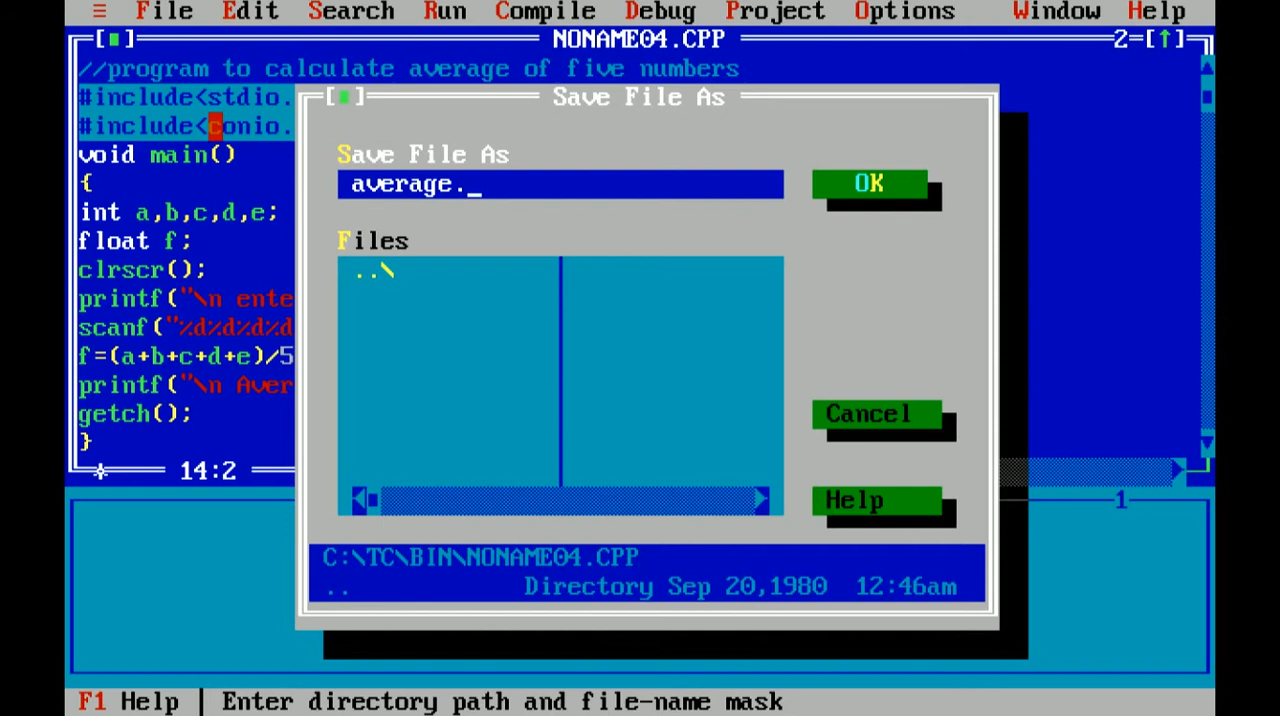 ≡ File Edit Search Run Compile Debug Project Options Window Help
NONAME04.CPP 2=[↑]
//program to calculate average of five numbers
#include<stdio.
#include<conio.
void main()
{
int a,b,c,d,e;
float f;
clrscr();
printf("\n ente
scanf("%d%d%d%d
f=(a+b+c+d+e)/5
printf("\n Aver
getch();
}
14:2
Save File As
Save File As
average._
OK
Files
..\
Cancel
Help
C:\TC\BIN\NONAME04.CPP
.. Directory Sep 20,1980 12:46am
1
F1 Help | Enter directory path and file-name mask